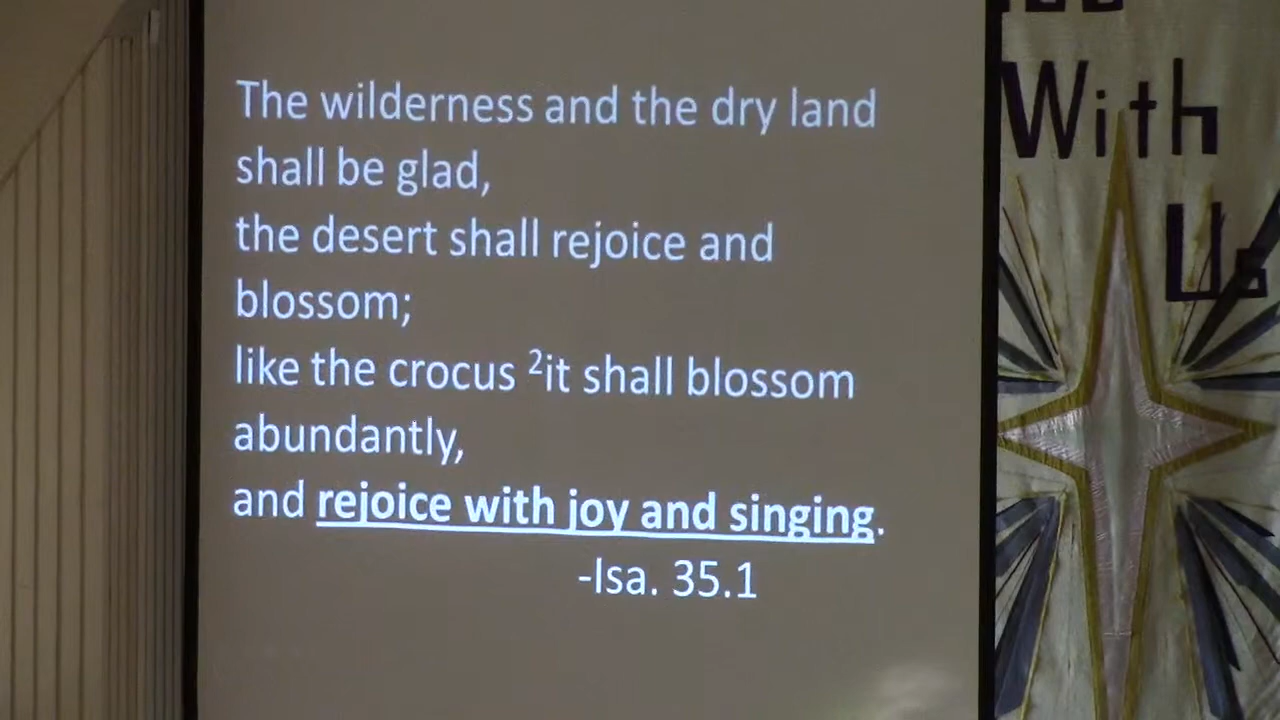 The wilderness and the dry land
shall be glad,
the desert shall rejoice and
blossom;
like the crocus ²it shall blossom
abundantly,
and rejoice with joy and singing.
-Isa. 35.1
With
Us